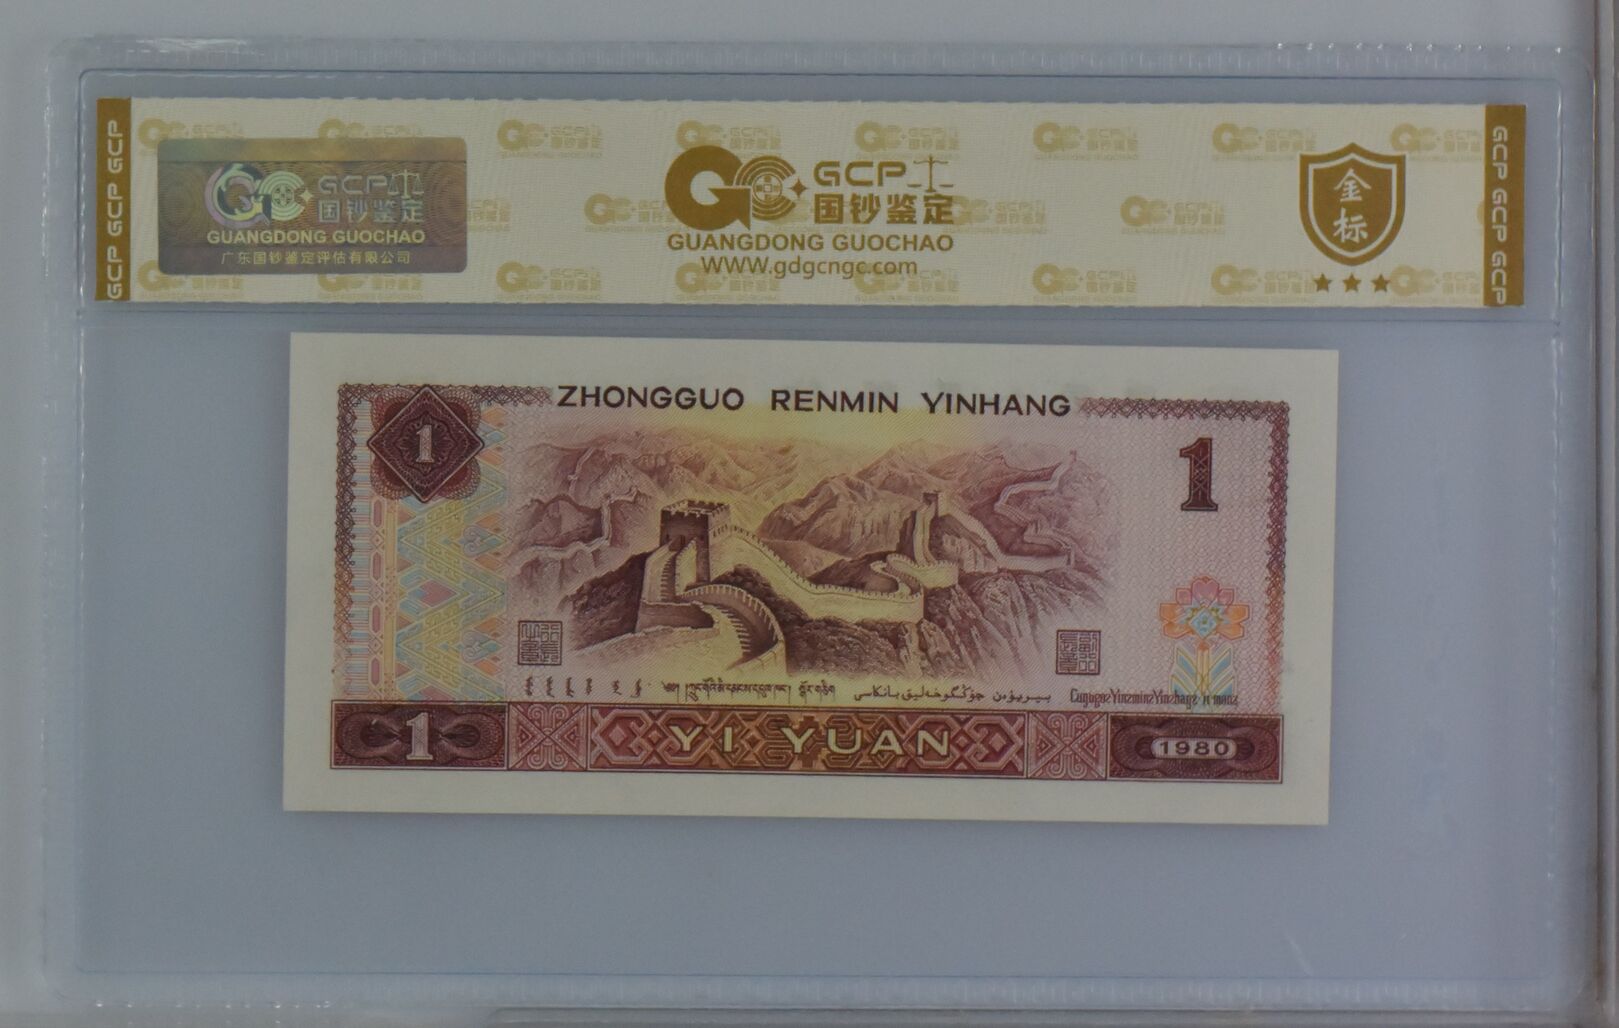 GCP GCP GCP
GCP
国钞鉴定
GUANGDONG GUOCHAO
广东国钞鉴定评估有限公司
GCP
国钞鉴定
GUANGDONG GUOCHAO
WWW.gdgcngc.com
金
标
GCP GCP GCP
ZHONGGUO RENMIN YINHANG
1
1
1
YI YUAN
1980